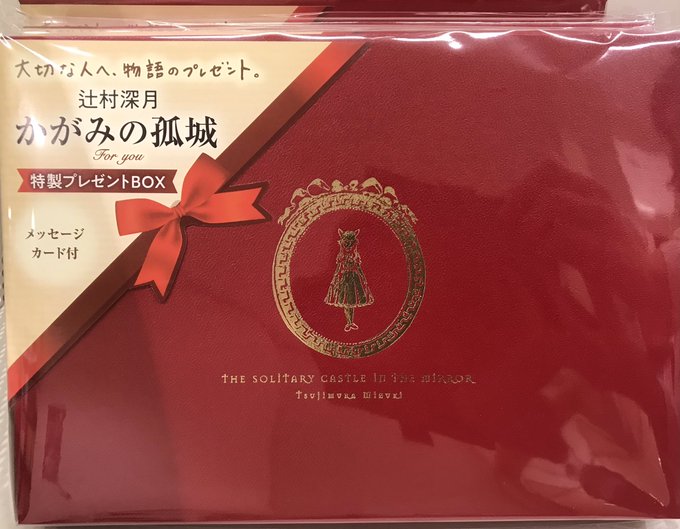 大切な人へ、物語のプレゼント。
辻村深月
かがみの孤城
For you
特製プレゼントBOX
メッセージ
カード付
THE SOLITARY CASTLE IN THE MIRROR
TSUJIMURA MIZUKI